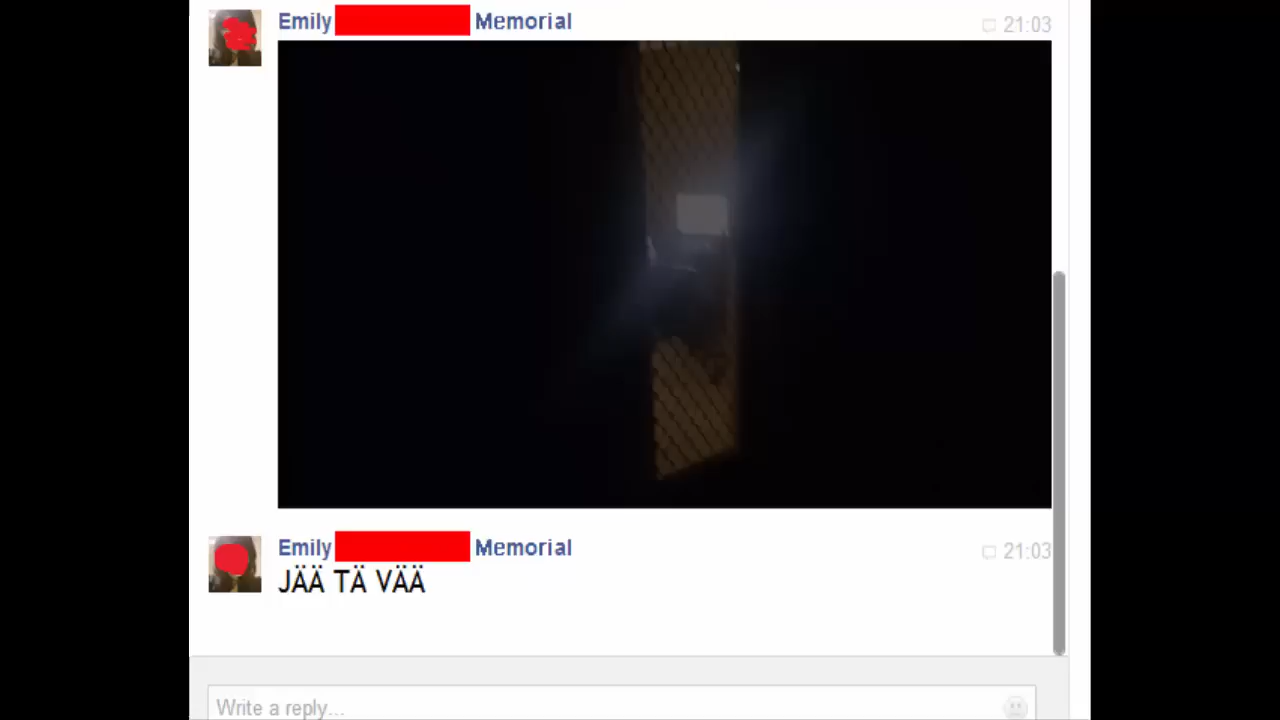 Emily Memorial 21:03
Emily Memorial 21:03
JÄÄ TÄ VÄÄ
Write a reply...